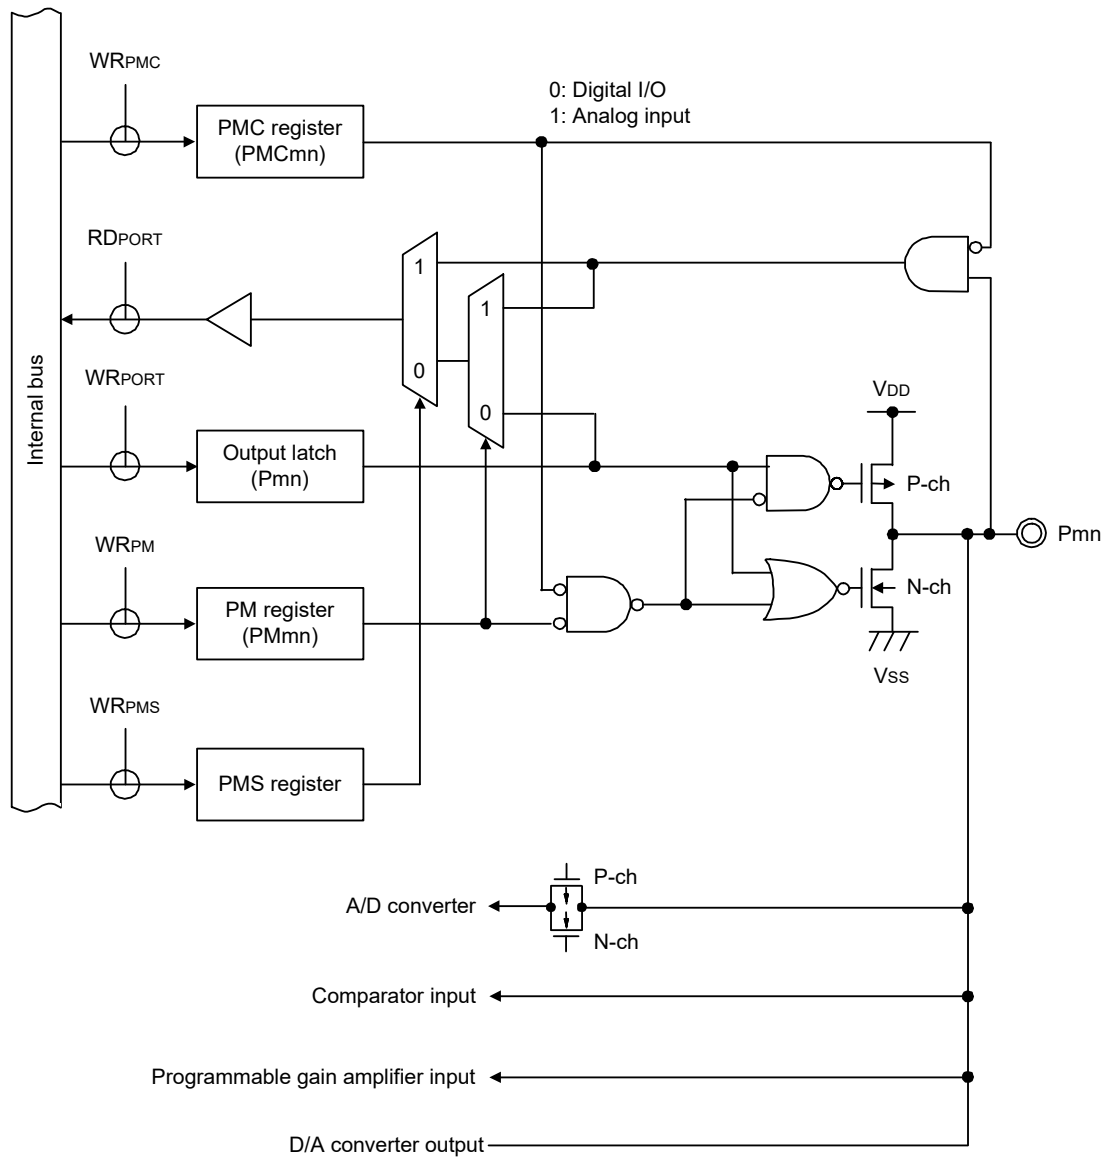 WRPMC
0: Digital I/O
1: Analog input
PMC register
(PMCmn)
RDPORT
1
1
0
0
Internal bus
WRPORT
VDD
Output latch
(Pmn)
P-ch
Pmn
WRPM
N-ch
PM register
(PMmn)
VSS
WRPMS
PMS register
P-ch
A/D converter
N-ch
Comparator input
Programmable gain amplifier input
D/A converter output